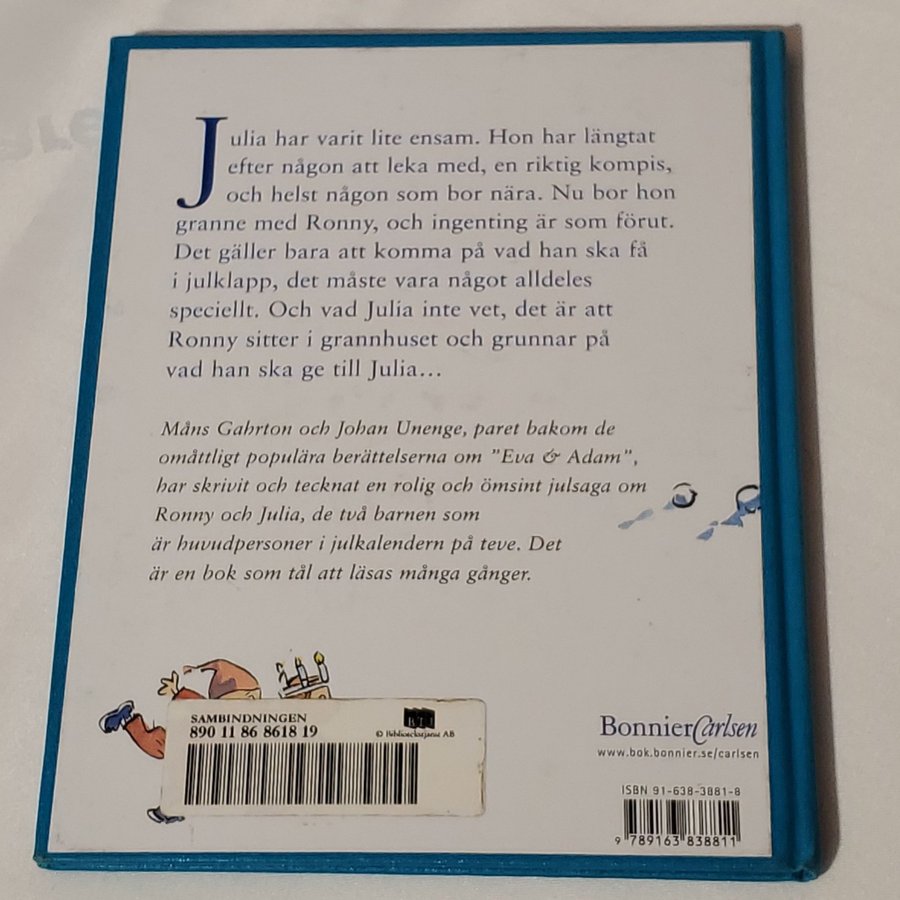 Julia har varit lite ensam. Hon har längtat
efter någon att leka med, en riktig kompis,
och helst någon som bor nära. Nu bor hon
granne med Ronny, och ingenting är som förut.
Det gäller bara att komma på vad han ska få
i julklapp, det måste vara något alldeles
speciellt. Och vad Julia inte vet, det är att
Ronny sitter i grannhuset och grunnar på
vad han ska ge till Julia...
Måns Gahrton och Johan Unenge, paret bakom de
omåttligt populära berättelserna om ”Eva & Adam”,
har skrivit och tecknat en rolig och ömsint julsaga om
Ronny och Julia, de två barnen som
är huvudpersoner i julkalendern på teve. Det
är en bok som tål att läsas många gånger.
SAMBINDNINGEN
890 11 86 8618 19
BTJ
© Bibliotekstjänst AB
BonnierCarlsen
www.bok.bonnier.se/carlsen
ISBN 91-638-3881-8
9 789163 838811